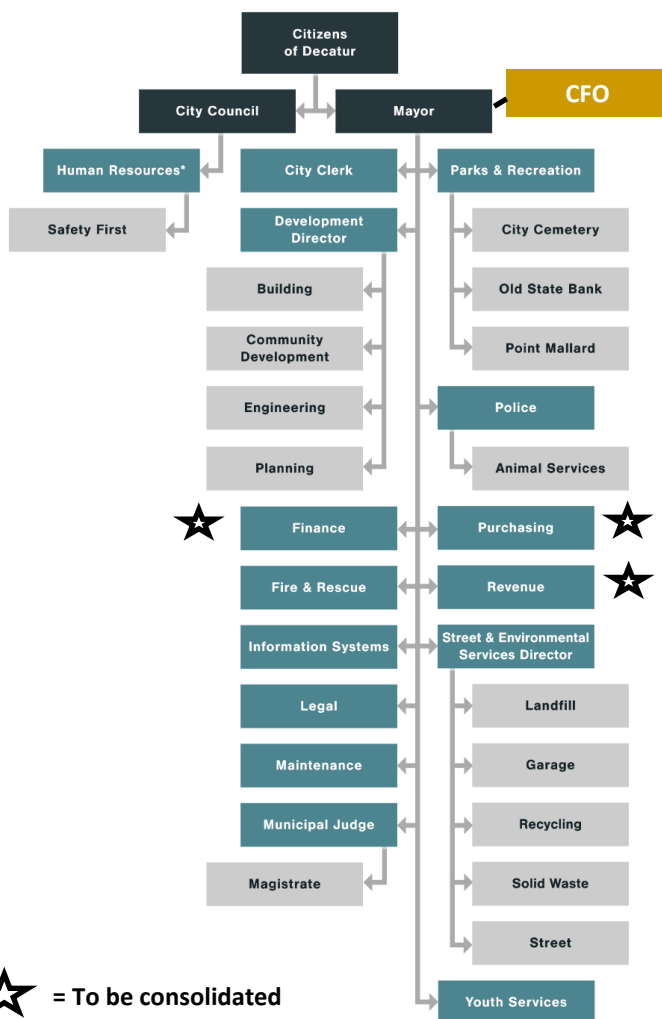 Citizens
of Decatur
CFO
City Council
Mayor
Human Resources*
City Clerk
Parks & Recreation
Safety First
Development
Director
City Cemetery
Building
Old State Bank
Community
Development
Point Mallard
Engineering
Police
Planning
Animal Services
Finance
Purchasing
Fire & Rescue
Revenue
Information Systems
Street & Environmental
Services Director
Legal
Landfill
Maintenance
Garage
Municipal Judge
Recycling
Magistrate
Solid Waste
Street
= To be consolidated
Youth Services